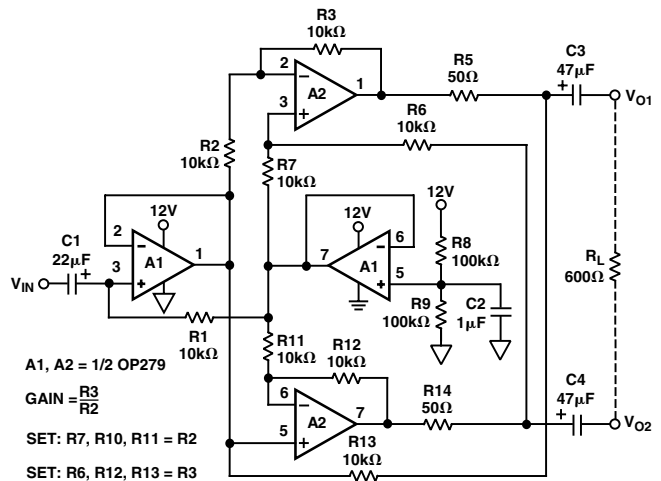 R3
10kΩ
2
1
A2
3
R5
50Ω
C3
47µF
+
VO1
R6
10kΩ
R2
10kΩ
R7
10kΩ
12V
2
1
A1
3
C1
22µF
+
VIN
12V
6
7
A1
5
12V
R8
100kΩ
R9
100kΩ
C2
1µF
RL
600Ω
R1
10kΩ
R11
10kΩ
R12
10kΩ
6
7
A2
5
R14
50Ω
C4
47µF
+
VO2
R13
10kΩ
A1, A2 = 1/2 OP279
GAIN = R3
R2
SET: R7, R10, R11 = R2
SET: R6, R12, R13 = R3